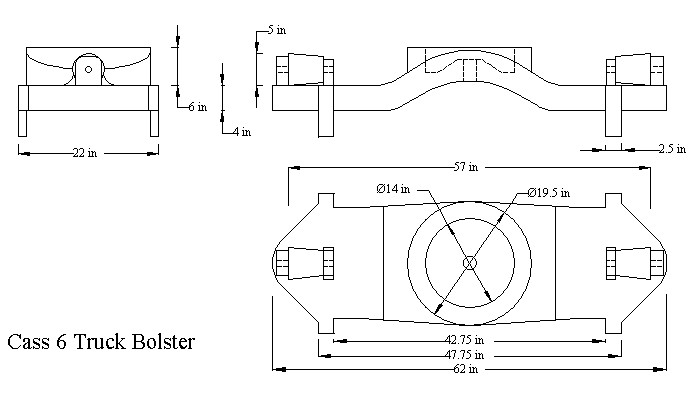 5 in
6 in
4 in
22 in
2.5 in
57 in
Ø14 in
Ø19.5 in
Cass 6 Truck Bolster
42.75 in
47.75 in
62 in